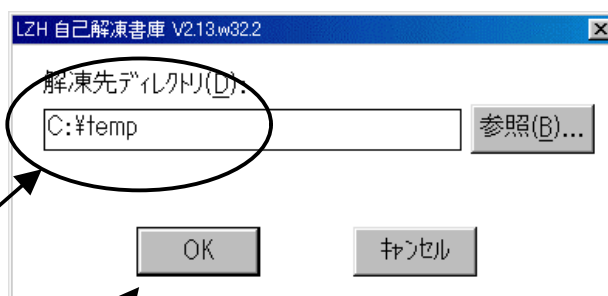 LZH 自己解凍書庫 V2.13.w32.2
解凍先ﾃﾞｨﾚｸﾄﾘ(D):
C:¥temp
参照(B)...
OK
ｷｬﾝｾﾙ